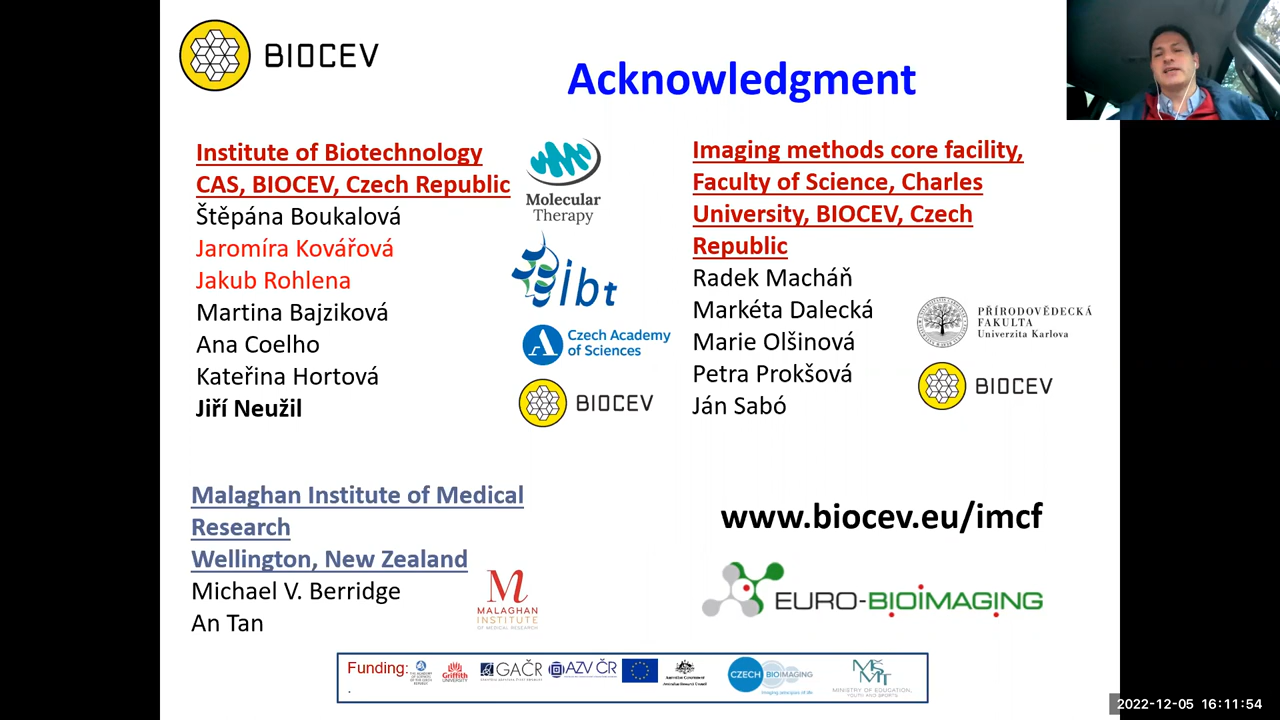 BIOCEV
Acknowledgment
Institute of Biotechnology
CAS, BIOCEV, Czech Republic
Štěpána Boukalová
Jaromíra Kovářová
Jakub Rohlena
Martina Bajziková
Ana Coelho
Kateřina Hortová
Jiří Neužil
Molecular
Therapy
ibt
Czech Academy
of Sciences
BIOCEV
Imaging methods core facility,
Faculty of Science, Charles
University, BIOCEV, Czech
Republic
Radek Macháň
Markéta Dalecká
Marie Olšinová
Petra Prokšová
Ján Sabó
PŘÍRODOVĚDECKÁ
FAKULTA
Univerzita Karlova
BIOCEV
Malaghan Institute of Medical
Research
Wellington, New Zealand
Michael V. Berridge
An Tan
M
MALAGHAN
INSTITUTE
OF MEDICAL RESEARCH
www.biocev.eu/imcf
EURO-BIOIMAGING
Funding:
.
Griffith
UNIVERSITY
GAČR
AZV ČR
CZECH BIOIMAGING
MŠMT
MINISTRY OF EDUCATION,
YOUTH AND SPORTS
2022-12-05 16:11:54